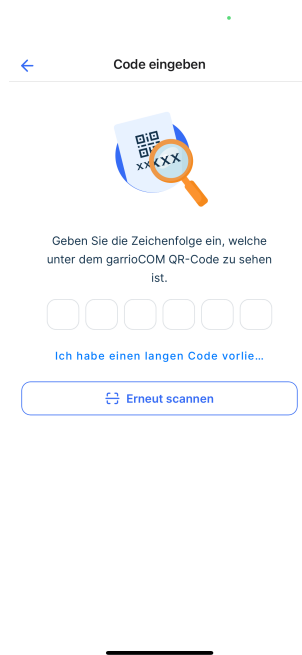 Code eingeben
XXXXX
Geben Sie die Zeichenfolge ein, welche
unter dem garrioCOM QR-Code zu sehen
ist.
Ich habe einen langen Code vorlie...
Erneut scannen